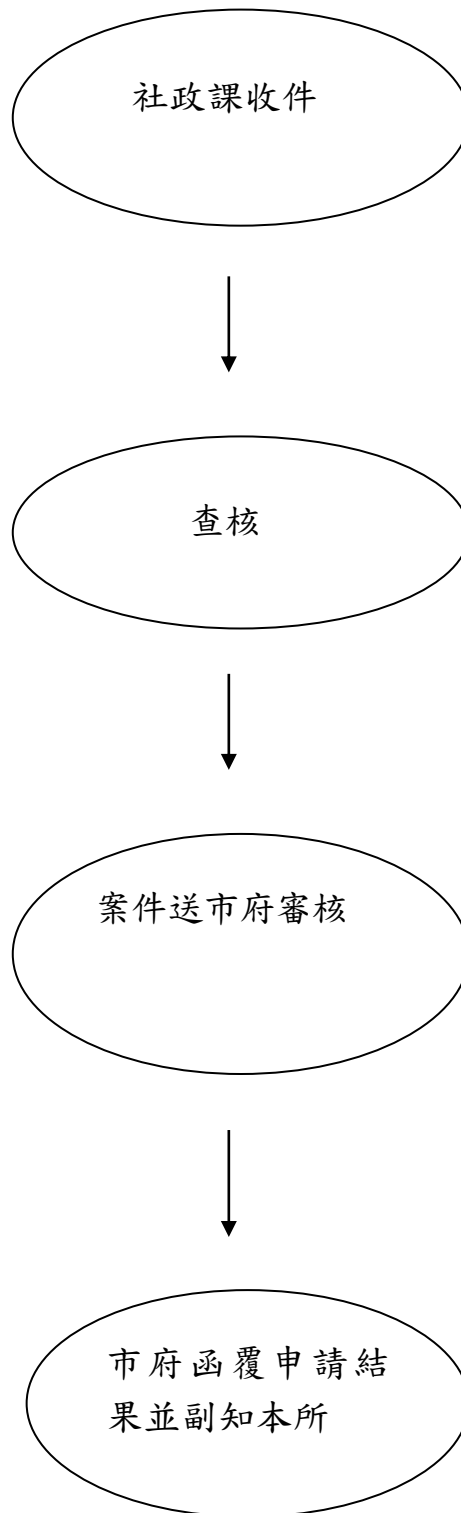 社政課收件
查核
案件送市府審核
市府函覆申請結
果並副知本所